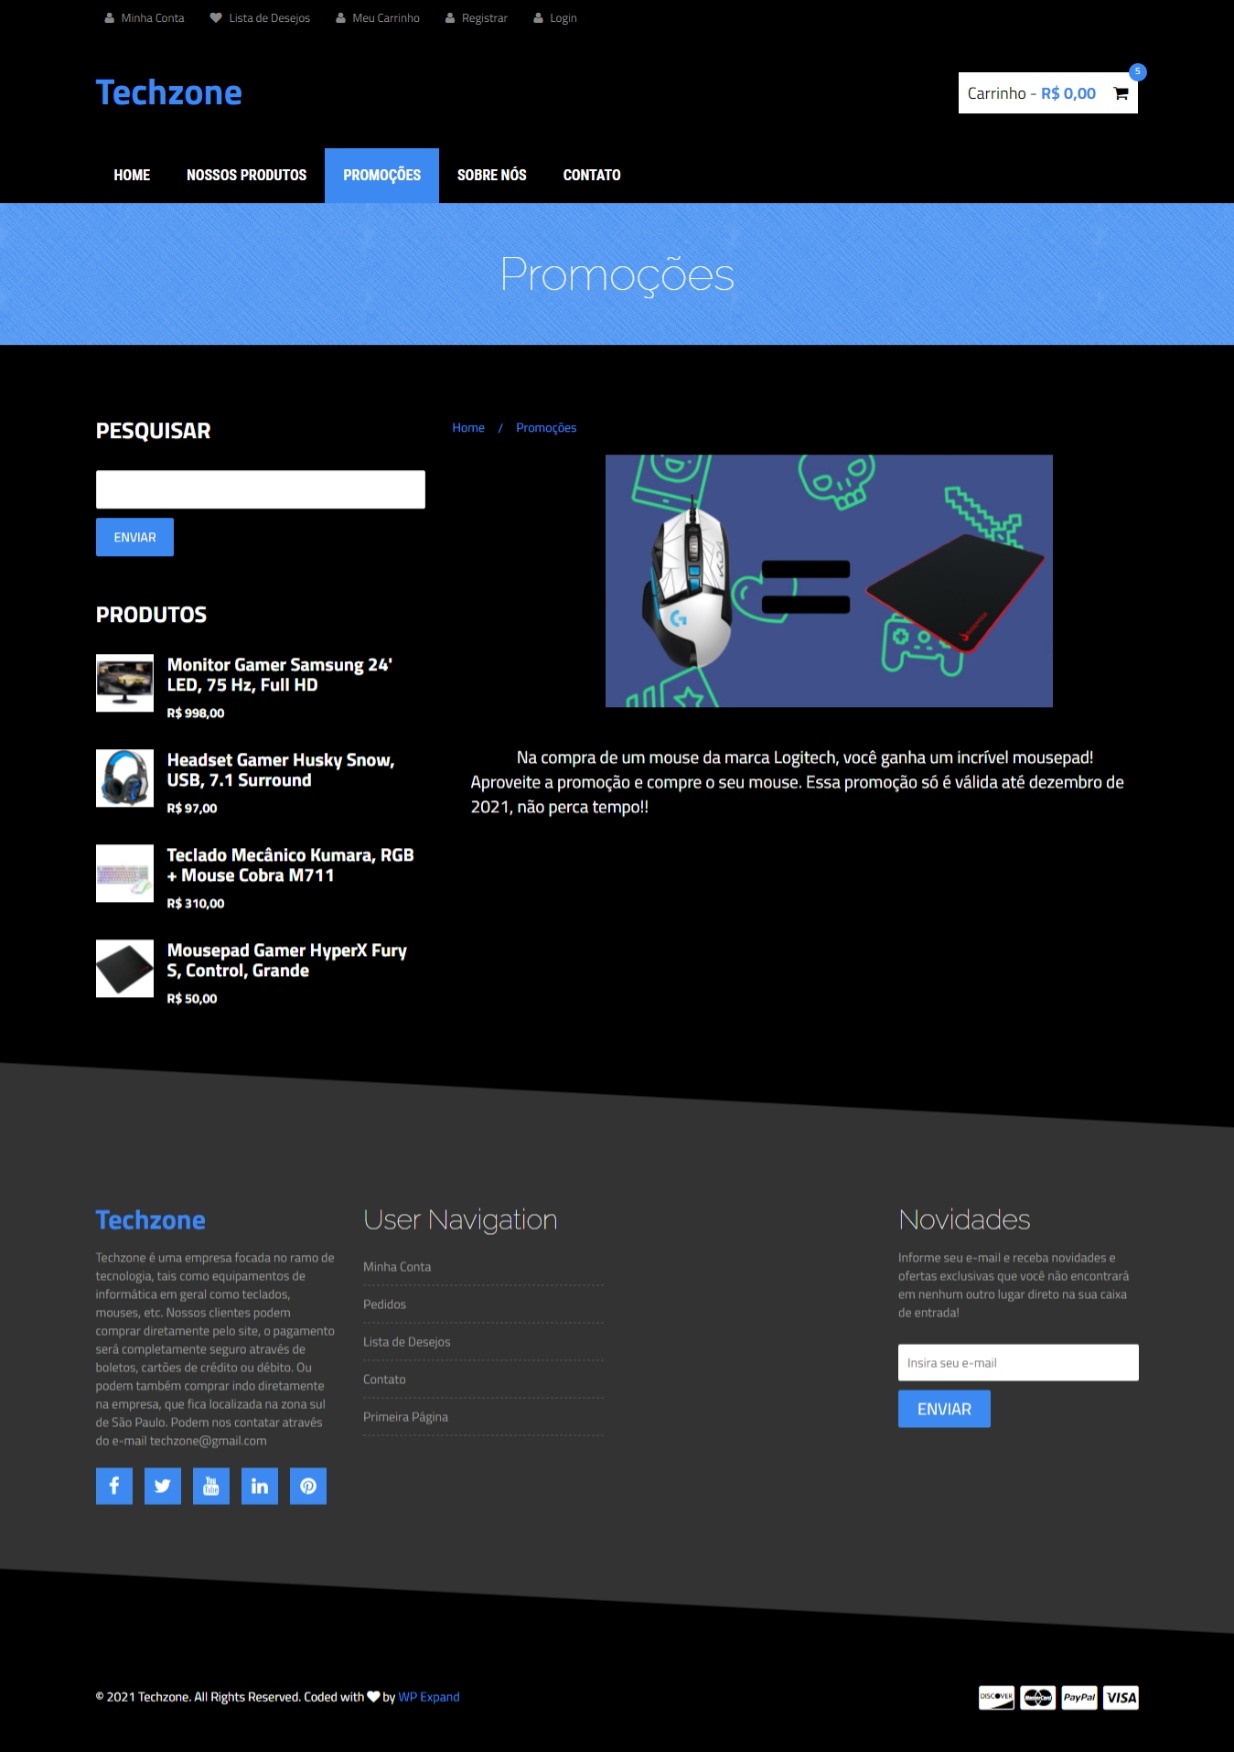 Minha Conta Lista de Desejos Meu Carrinho Registrar Login
Techzone
5
Carrinho - R$ 0,00
HOME NOSSOS PRODUTOS PROMOÇÕES SOBRE NÓS CONTATO
Promoções
PESQUISAR
ENVIAR
PRODUTOS
Monitor Gamer Samsung 24'
LED, 75 Hz, Full HD
R$ 998,00
Headset Gamer Husky Snow,
USB, 7.1 Surround
R$ 97,00
Teclado Mecânico Kumara, RGB
+ Mouse Cobra M711
R$ 310,00
Mousepad Gamer HyperX Fury
S, Control, Grande
R$ 50,00
Home / Promoções
Na compra de um mouse da marca Logitech, você ganha um incrível mousepad!
Aproveite a promoção e compre o seu mouse. Essa promoção só é válida até dezembro de
2021, não perca tempo!!
Techzone
Techzone é uma empresa focada no ramo de
tecnologia, tais como equipamentos de
informática em geral como teclados,
mouses, etc. Nossos clientes podem
comprar diretamente pelo site, o pagamento
será completamente seguro através de
boletos, cartões de crédito ou débito. Ou
podem também comprar indo diretamente
na empresa, que fica localizada na zona sul
de São Paulo. Podem nos contatar através
do e-mail techzone@gmail.com
User Navigation
Minha Conta
Pedidos
Lista de Desejos
Contato
Primeira Página
Novidades
Informe seu e-mail e receba novidades e
ofertas exclusivas que você não encontrará
em nenhum outro lugar direto na sua caixa
de entrada!
Insira seu e-mail
ENVIAR
© 2021 Techzone. All Rights Reserved. Coded with by WP Expand
DISCOVER MasterCard PayPal VISA